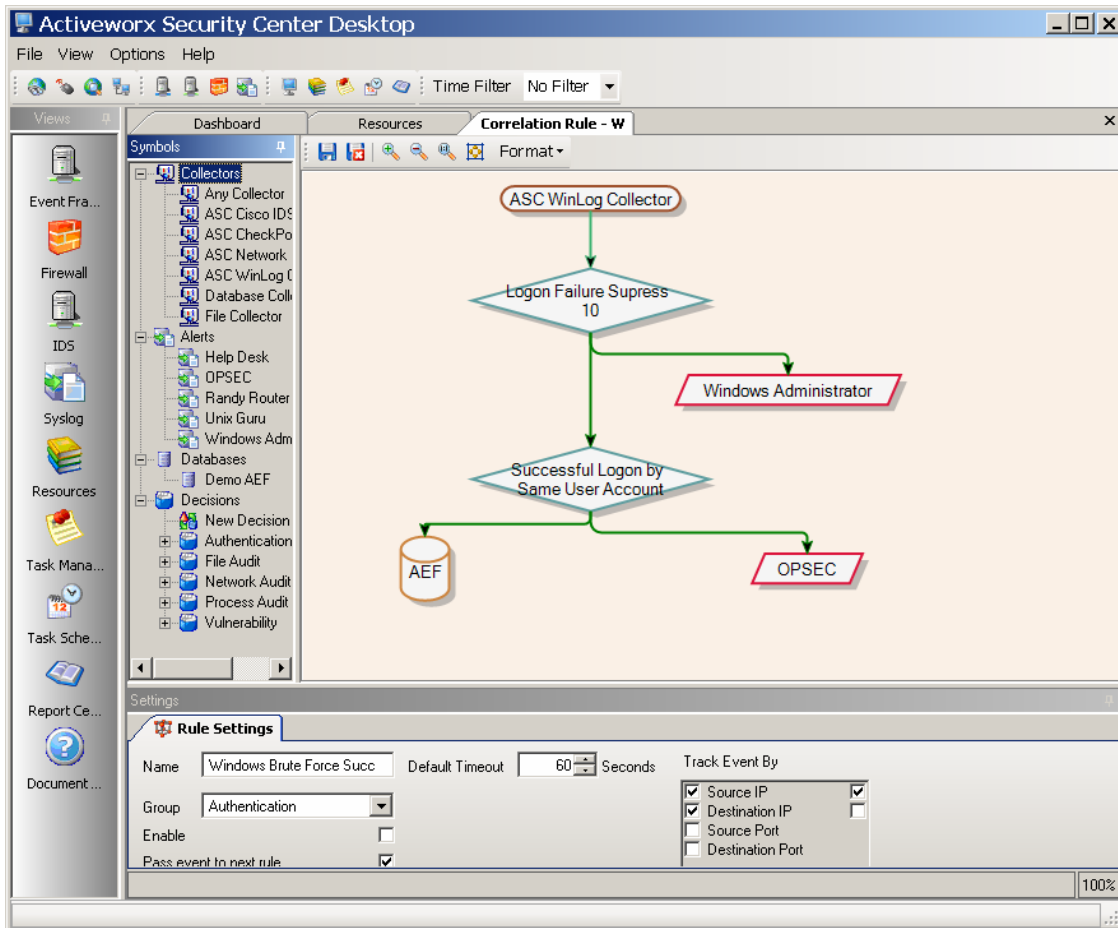 Activeworx Security Center Desktop
File View Options Help
Time Filter No Filter
Views
Event Fra...
Firewall
IDS
Syslog
Resources
Task Mana...
Task Sche...
Report Ce...
Document ...
Dashboard Resources Correlation Rule - W
Symbols
Format
Collectors
Any Collector
ASC Cisco IDS
ASC CheckPo
ASC Network
ASC WinLog C
Database Coll
File Collector
Alerts
Help Desk
OPSEC
Randy Router
Unix Guru
Windows Adm
Databases
Demo AEF
Decisions
New Decision
Authentication
File Audit
Network Audit
Process Audit
Vulnerability
ASC WinLog Collector
Logon Failure Supress
10
Windows Administrator
Successful Logon by
Same User Account
AEF
OPSEC
Settings
Rule Settings
Name Windows Brute Force Succ Default Timeout 60 Seconds Track Event By
Group Authentication
Enable
Pass event to next rule
Source IP
Destination IP
Source Port
Destination Port
100%